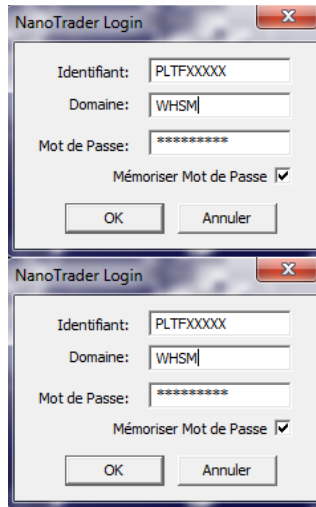 NanoTrader Login
Identifiant: PLTFXXXXX
Domaine: WHSM
Mot de Passe: *********
Mémoriser Mot de Passe
OK Annuler
NanoTrader Login
Identifiant: PLTFXXXXX
Domaine: WHSM
Mot de Passe: *********
Mémoriser Mot de Passe
OK Annuler